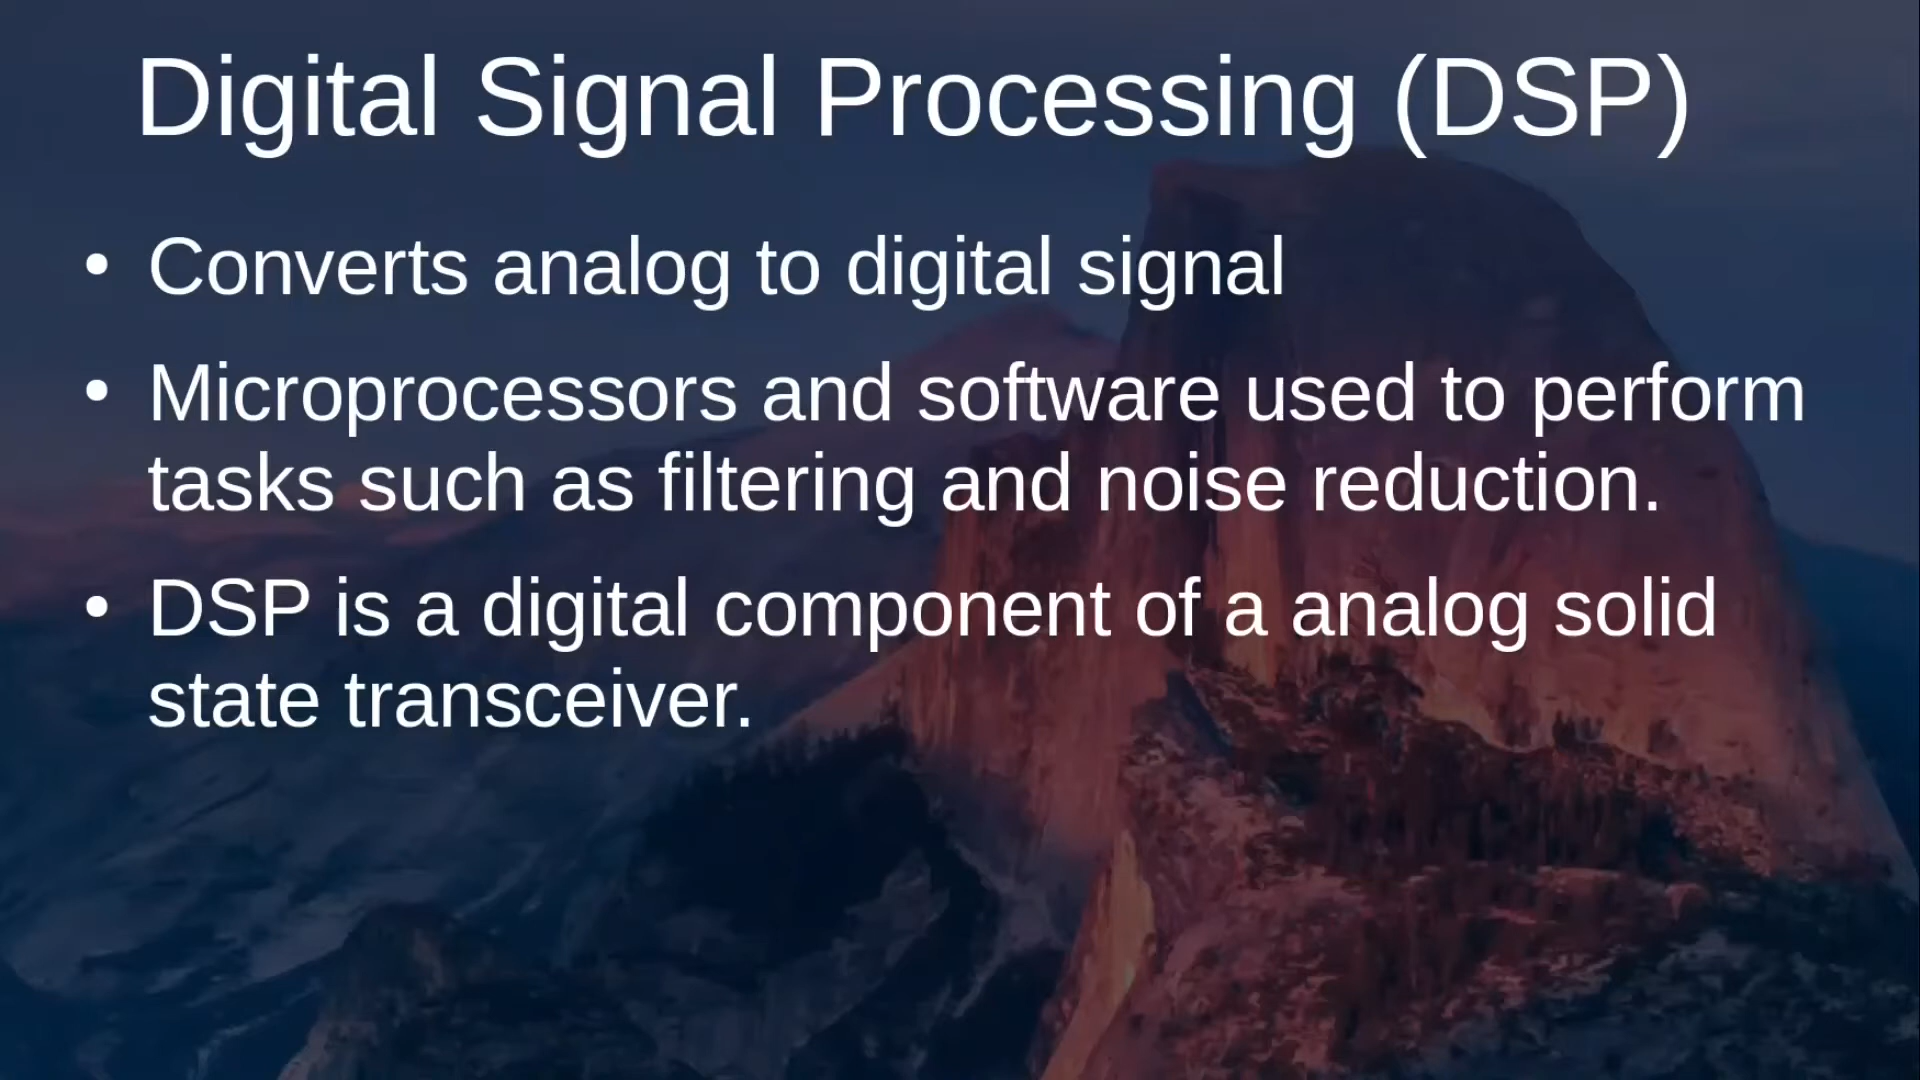 Digital Signal Processing (DSP)
• Converts analog to digital signal
• Microprocessors and software used to perform
tasks such as filtering and noise reduction.
• DSP is a digital component of a analog solid
state transceiver.